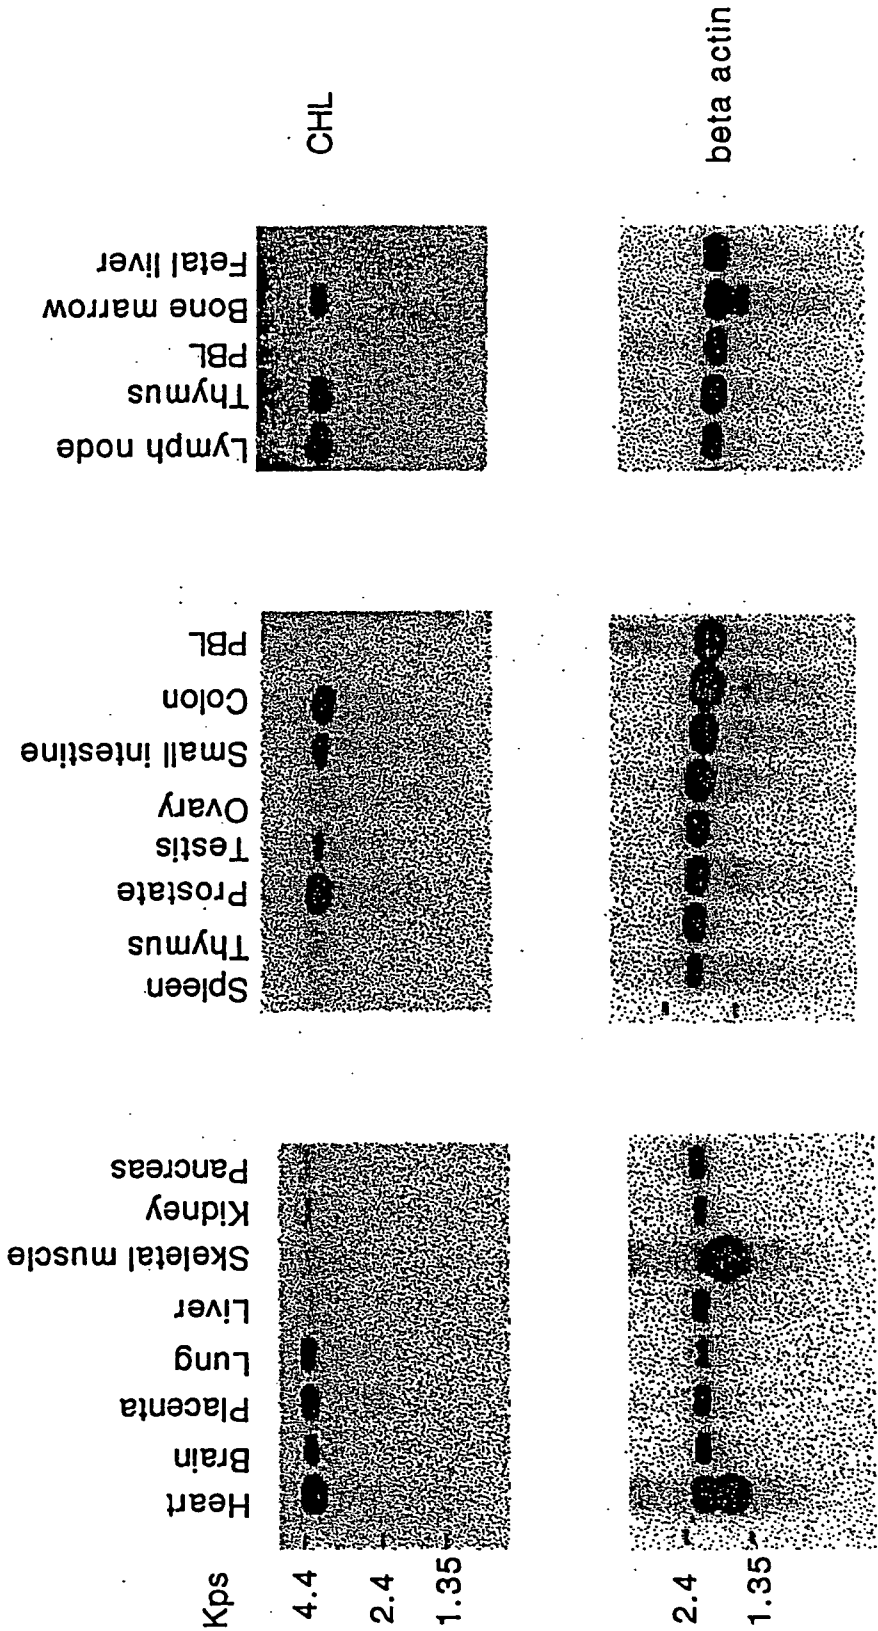 Kps
4.4
2.4
1.35
Heart
Brain
Placenta
Lung
Liver
Skeletal muscle
Kidney
Pancreas
Spleen
Thymus
Prostate
Testis
Ovary
Small intestine
Colon
PBL
Lymph node
Thymus
PBL
Bone marrow
Fetal liver
CHL
2.4
1.35
beta actin